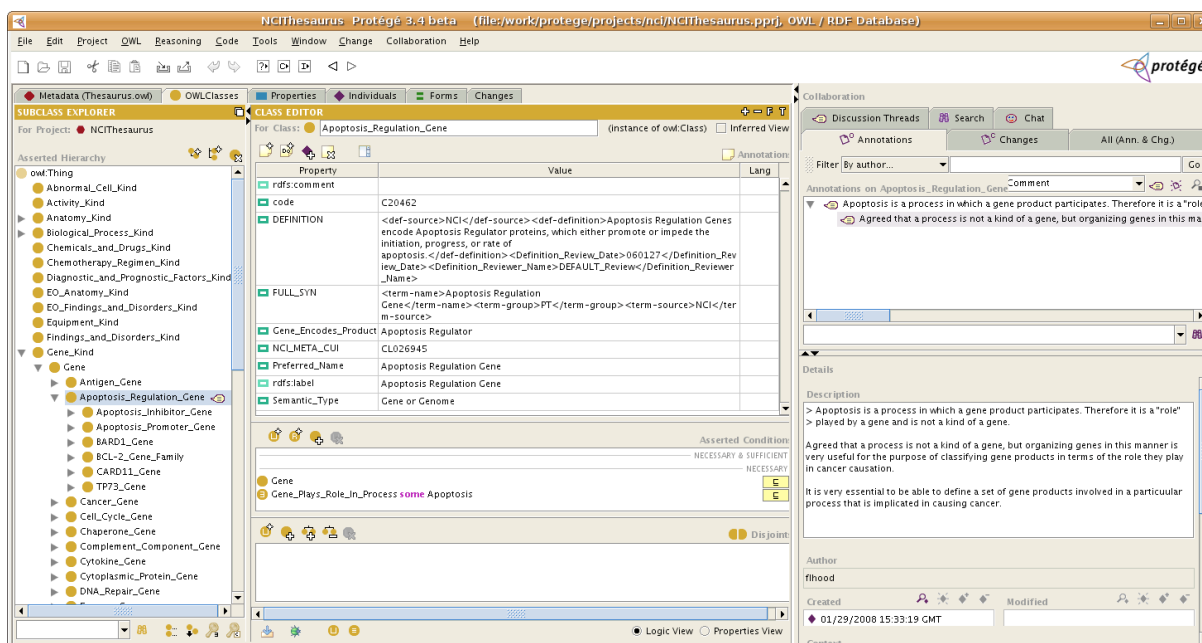 NCIThesaurus Protégé 3.4 beta (file:/work/protege/projects/nci/NCIThesaurus.pprj, OWL / RDF Database)
File Edit Project OWL Reasoning Code Tools Window Change Collaboration Help
protégé
Metadata (Thesaurus.owl) OWLClasses Properties Individuals Forms Changes
SUBCLASS EXPLORER
For Project: NCIThesaurus
Asserted Hierarchy
owl:Thing
Abnormal_Cell_Kind
Activity_Kind
Anatomy_Kind
Biological_Process_Kind
Chemicals_and_Drugs_Kind
Chemotherapy_Regimen_Kind
Diagnostic_and_Prognostic_Factors_Kind
EO_Anatomy_Kind
EO_Findings_and_Disorders_Kind
Equipment_Kind
Findings_and_Disorders_Kind
Gene_Kind
Gene
Antigen_Gene
Apoptosis_Regulation_Gene
Apoptosis_Inhibitor_Gene
Apoptosis_Promoter_Gene
BARD1_Gene
BCL-2_Gene_Family
CARD11_Gene
TP73_Gene
Cancer_Gene
Cell_Cycle_Gene
Chaperone_Gene
Complement_Component_Gene
Cytokine_Gene
Cytoplasmic_Protein_Gene
DNA_Repair_Gene
CLASS EDITOR
For Class: Apoptosis_Regulation_Gene (instance of owl:Class) Inferred View
Annotation
Property Value Lang
rdfs:comment
code C20462
DEFINITION <def-source>NCI</def-source><def-definition>Apoptosis Regulation Genes
encode Apoptosis Regulator proteins, which either promote or impede the
initiation, progress, or rate of
apoptosis.</def-definition><Definition_Review_Date>060127</Definition_Rev
iew_Date><Definition_Reviewer_Name>DEFAULT_Review</Definition_Reviewer
_Name>
FULL_SYN <term-name>Apoptosis Regulation
Gene</term-name><term-group>PT</term-group><term-source>NCI</ter
m-source>
Gene_Encodes_Product Apoptosis Regulator
NCI_META_CUI CL026945
Preferred_Name Apoptosis Regulation Gene
rdfs:label Apoptosis Regulation Gene
Semantic_Type Gene or Genome
Asserted Condition
NECESSARY & SUFFICIENT
NECESSARY
Gene
Gene_Plays_Role_In_Process some Apoptosis
Disjoint
Logic View Properties View
Collaboration
Discussion Threads Search Chat
Annotations Changes All (Ann. & Chg.)
Filter By author... Go
Annotations on Apoptosis_Regulation_Gene Comment
Apoptosis is a process in which a gene product participates. Therefore it is a "role
Agreed that a process is not a kind of a gene, but organizing genes in this ma
Details
Description
> Apoptosis is a process in which a gene product participates. Therefore it is a "role"
> played by a gene and is not a kind of a gene.
Agreed that a process is not a kind of a gene, but organizing genes in this manner is
very useful for the purpose of classifying gene products in terms of the role they play
in cancer causation.
It is very essential to be able to define a set of gene products involved in a particuular
process that is implicated in causing cancer.
Author
flhood
Created Modified
01/29/2008 15:33:19 GMT